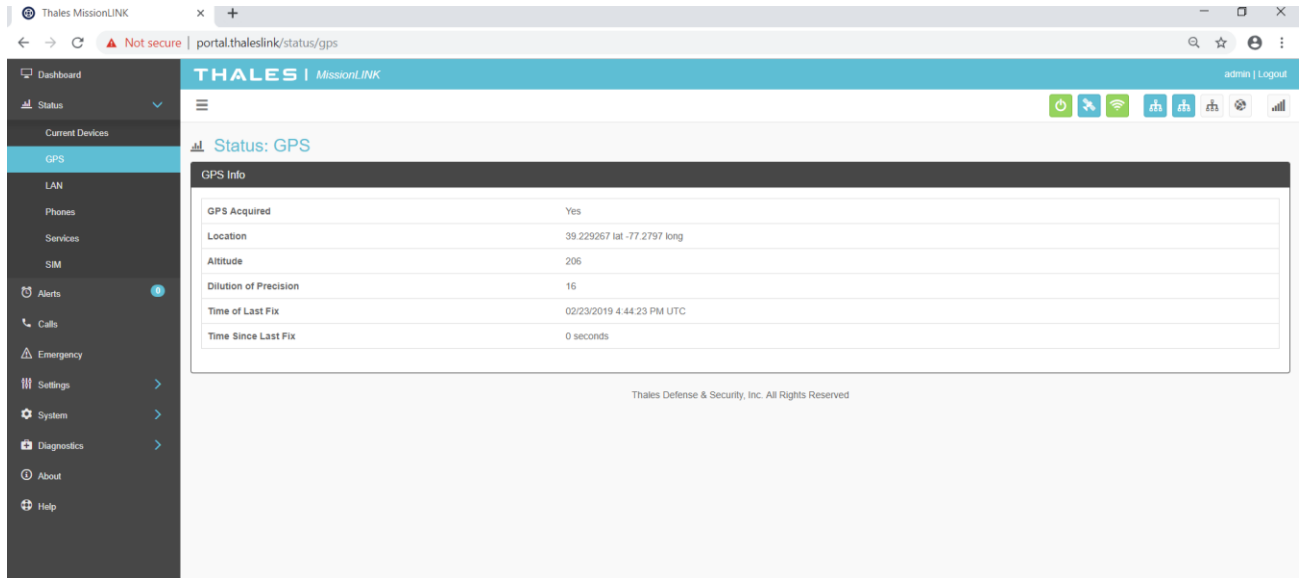 Thales MissionLINK
Not secure | portal.thaleslink/status/gps
Dashboard
THALES | MissionLINK
admin | Logout
Status
Current Devices
GPS
LAN
Phones
Services
SIM
Alerts 0
Calls
Emergency
Settings
System
Diagnostics
About
Help
Status: GPS
GPS Info
GPS Acquired Yes
Location 39.229267 lat -77.2797 long
Altitude 206
Dilution of Precision 16
Time of Last Fix 02/23/2019 4:44:23 PM UTC
Time Since Last Fix 0 seconds
Thales Defense & Security, Inc. All Rights Reserved